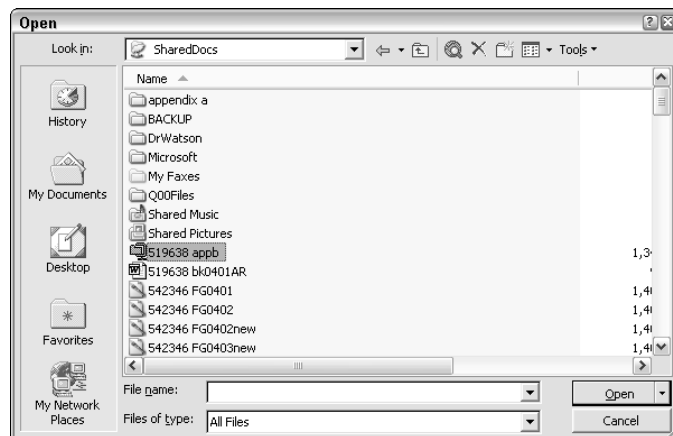 Open
Look in: SharedDocs Tools
Name
appendix a
BACKUP
DrWatson
Microsoft
My Faxes
Q00Files
Shared Music
Shared Pictures
519638 appb
519638 bk0401AR
542346 FG0401
542346 FG0402
542346 FG0402new
542346 FG0403new
History
My Documents
Desktop
Favorites
My Network
Places
File name: Open
Files of type: All Files Cancel